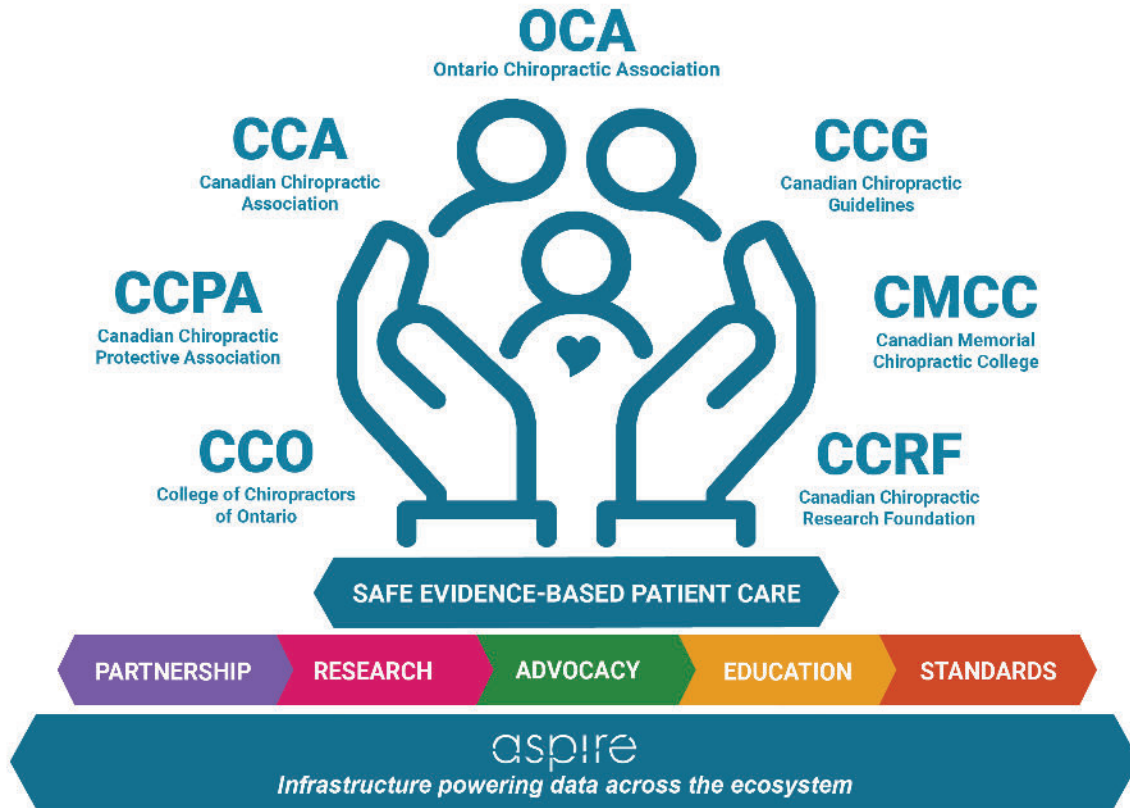 OCA
Ontario Chiropractic Association
CCA
Canadian Chiropractic
Association
CCG
Canadian Chiropractic
Guidelines
CCPA
Canadian Chiropractic
Protective Association
CMCC
Canadian Memorial
Chiropractic College
CCO
College of Chiropractors
of Ontario
CCRF
Canadian Chiropractic
Research Foundation
SAFE EVIDENCE-BASED PATIENT CARE
PARTNERSHIP
RESEARCH
ADVOCACY
EDUCATION
STANDARDS
aspire
Infrastructure powering data across the ecosystem